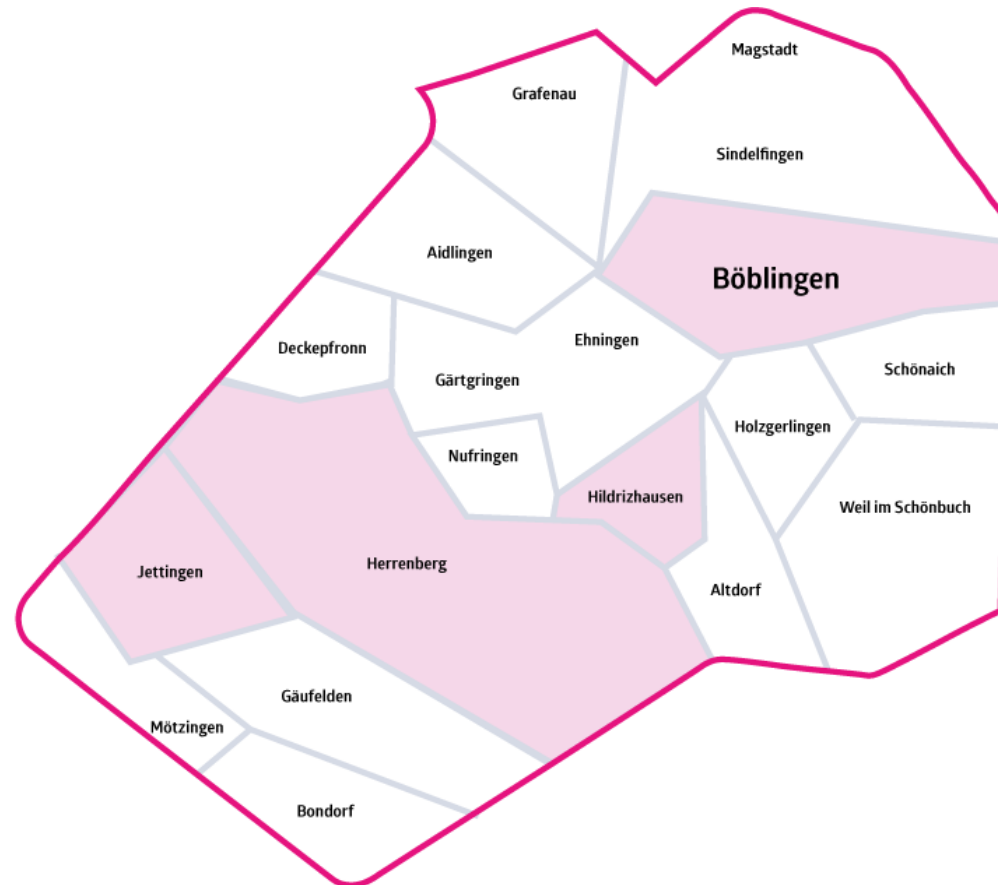 Magstadt
Grafenau
Sindelfingen
Aidlingen
Böblingen
Ehningen
Deckepfronn
Schönaich
Gärtgringen
Holzgerlingen
Nufringen
Hildrizhausen
Weil im Schönbuch
Herrenberg
Jettingen
Altdorf
Gäufelden
Mötzingen
Bondorf